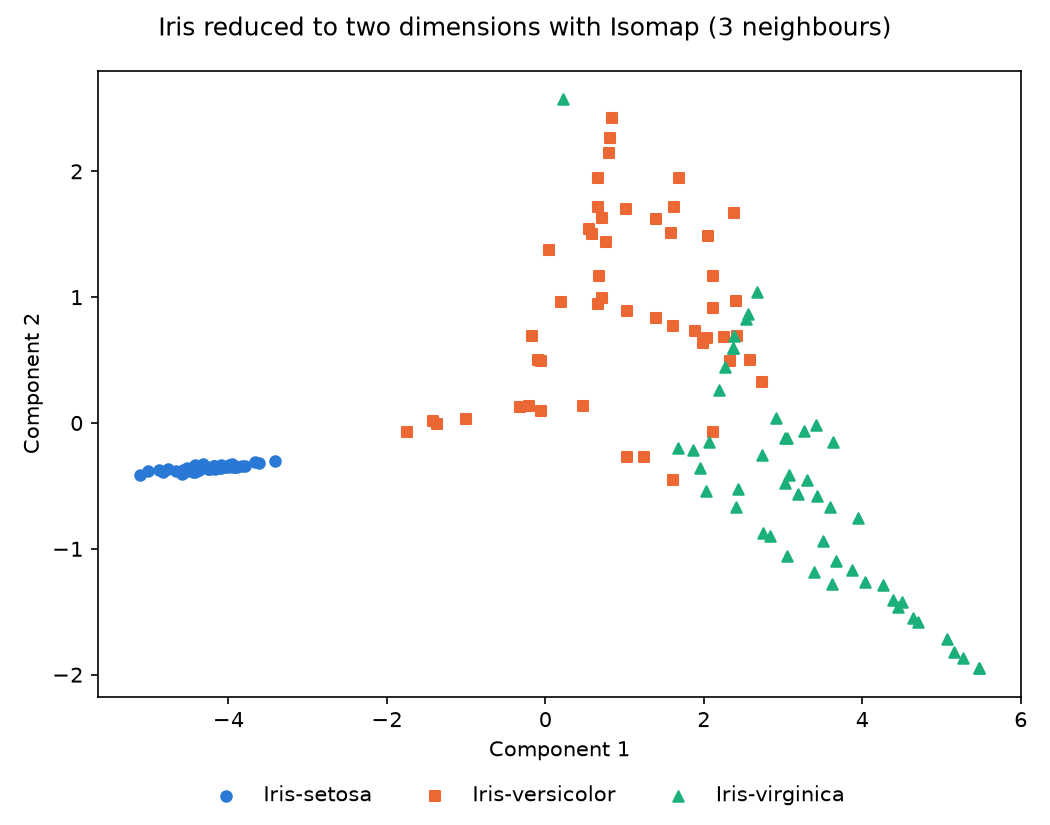 Iris reduced to two dimensions with Isomap (3 neighbours)
Component 2
2
1
0
−1
−2
−4
−2
0
2
4
6
Component 1
Iris-setosa
Iris-versicolor
Iris-virginica